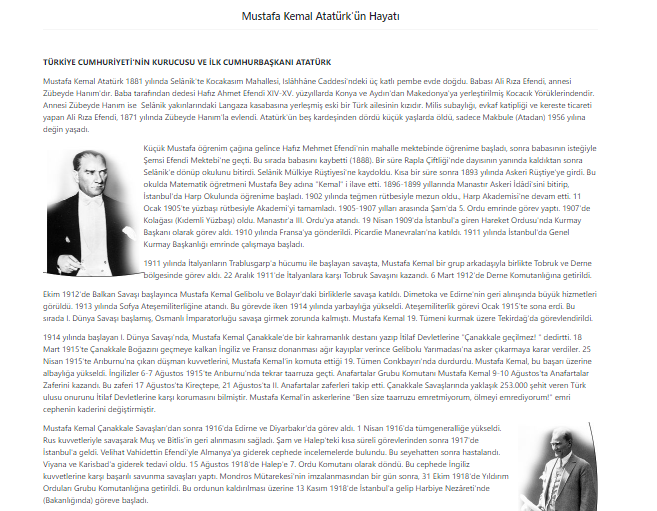 Mustafa Kemal Atatürk'ün Hayatı
TÜRKİYE CUMHURİYETİ'NİN KURUCUSU VE İLK CUMHURBAŞKANI ATATÜRK
Mustafa Kemal Atatürk 1881 yılında Selânik'te Kocakasım Mahallesi, Islâhhâne Caddesi'ndeki üç katlı pembe evde doğdu. Babası Ali Rıza Efendi, annesi
Zübeyde Hanım'dır. Baba tarafından dedesi Hafız Ahmet Efendi XIV-XV. yüzyıllarda Konya ve Aydın'dan Makedonya'ya yerleştirilmiş Kocacık Yörüklerindendir.
Annesi Zübeyde Hanım ise Selânik yakınlarındaki Langaza kasabasına yerleşmiş eski bir Türk ailesinin kızıdır. Milis subaylığı, evkaf katipliği ve kereste ticareti
yapan Ali Rıza Efendi, 1871 yılında Zübeyde Hanım'la evlendi. Atatürk'ün beş kardeşinden dördü küçük yaşlarda öldü, sadece Makbule (Atadan) 1956 yılına
değin yaşadı.
Küçük Mustafa öğrenim çağına gelince Hafız Mehmet Efendi'nin mahalle mektebinde öğrenime başladı, sonra babasının isteğiyle
Şemsi Efendi Mektebi'ne geçti. Bu sırada babasını kaybetti (1888). Bir süre Rapla Çiftliği'nde dayısının yanında kaldıktan sonra
Selânik'e dönüp okulunu bitirdi. Selânik Mülkiye Rüştiyesi'ne kaydoldu. Kısa bir süre sonra 1893 yılında Askeri Rüştiye'ye girdi. Bu
okulda Matematik öğretmeni Mustafa Bey adına "Kemal" i ilave etti. 1896-1899 yıllarında Manastır Askeri İdâdi'sini bitirip,
İstanbul'da Harp Okulunda öğrenime başladı. 1902 yılında teğmen rütbesiyle mezun oldu., Harp Akademisi'ne devam etti. 11
Ocak 1905'te yüzbaşı rütbesiyle Akademi'yi tamamladı. 1905-1907 yılları arasında Şam'da 5. Ordu emrinde görev yaptı. 1907'de
Kolağası (Kıdemli Yüzbaşı) oldu. Manastır'a III. Ordu'ya atandı. 19 Nisan 1909'da İstanbul'a giren Hareket Ordusu'nda Kurmay
Başkanı olarak görev aldı. 1910 yılında Fransa'ya gönderildi. Picardie Manevraları'na katıldı. 1911 yılında İstanbul'da Genel
Kurmay Başkanlığı emrinde çalışmaya başladı.
1911 yılında İtalyanların Trablusgarp'a hücumu ile başlayan savaşta, Mustafa Kemal bir grup arkadaşıyla birlikte Tobruk ve Derne
bölgesinde görev aldı. 22 Aralık 1911'de İtalyanlara karşı Tobruk Savaşını kazandı. 6 Mart 1912'de Derne Komutanlığına getirildi.
Ekim 1912'de Balkan Savaşı başlayınca Mustafa Kemal Gelibolu ve Bolayır'daki birliklerle savaşa katıldı. Dimetoka ve Edirne'nin geri alınışında büyük hizmetleri
görüldü. 1913 yılında Sofya Ateşemiliterliğine atandı. Bu görevde iken 1914 yılında yarbaylığa yükseldi. Ateşemiliterlik görevi Ocak 1915'te sona erdi. Bu
sırada I. Dünya Savaşı başlamış, Osmanlı İmparatorluğu savaşa girmek zorunda kalmıştı. Mustafa Kemal 19. Tümeni kurmak üzere Tekirdağ'da görevlendirildi.
1914 yılında başlayan I. Dünya Savaşı'nda, Mustafa Kemal Çanakkale'de bir kahramanlık destanı yazıp İtilaf Devletlerine "Çanakkale geçilmez! " dedirtti. 18
Mart 1915'te Çanakkale Boğazını geçmeye kalkan İngiliz ve Fransız donanması ağır kayıplar verince Gelibolu Yarımadası'na asker çıkarmaya karar verdiler. 25
Nisan 1915'te Arıburnu'na çıkan düşman kuvvetlerini, Mustafa Kemal'in komuta ettiği 19. Tümen Conkbayırı'nda durdurdu. Mustafa Kemal, bu başarı üzerine
albaylığa yükseldi. İngilizler 6-7 Ağustos 1915'te Arıburnu'nda tekrar taarruza geçti. Anafartalar Grubu Komutanı Mustafa Kemal 9-10 Ağustos'ta Anafartalar
Zaferini kazandı. Bu zaferi 17 Ağustos'ta Kireçtepe, 21 Ağustos'ta II. Anafartalar zaferleri takip etti. Çanakkale Savaşlarında yaklaşık 253.000 şehit veren Türk
ulusu onurunu İtilaf Devletlerine karşı korumasını bilmiştir. Mustafa Kemal'in askerlerine "Ben size taarruzu emretmiyorum, ölmeyi emrediyorum!" emri
cephenin kaderini değiştirmiştir.
Mustafa Kemal Çanakkale Savaşları'dan sonra 1916'da Edirne ve Diyarbakır'da görev aldı. 1 Nisan 1916'da tümgeneralliğe yükseldi.
Rus kuvvetleriyle savaşarak Muş ve Bitlis'in geri alınmasını sağladı. Şam ve Halep'teki kısa süreli görevlerinden sonra 1917'de
İstanbul'a geldi. Velihat Vahidettin Efendi'yle Almanya'ya giderek cephede incelemelerde bulundu. Bu seyehatten sonra hastalandı.
Viyana ve Karisbad'a giderek tedavi oldu. 15 Ağustos 1918'de Halep'e 7. Ordu Komutanı olarak döndü. Bu cephede İngiliz
kuvvetlerine karşı başarılı savunma savaşları yaptı. Mondros Mütarekesi'nin imzalanmasından bir gün sonra, 31 Ekim 1918'de Yıldırım
Orduları Grubu Komutanlığına getirildi. Bu ordunun kaldırılması üzerine 13 Kasım 1918'de İstanbul'a gelip Harbiye Nezâreti'nde
(Bakanlığında) göreve başladı.